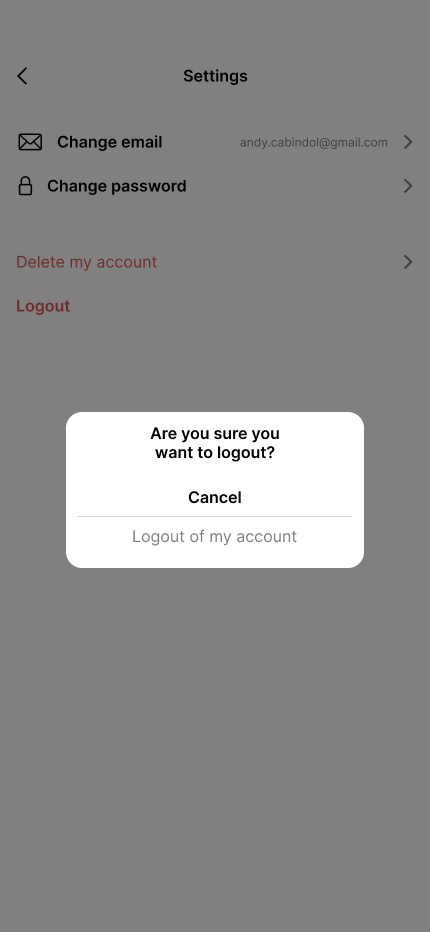 Settings
Change email andy.cabindol@gmail.com
Change password
Delete my account
Logout
Are you sure you
want to logout?
Cancel
Logout of my account